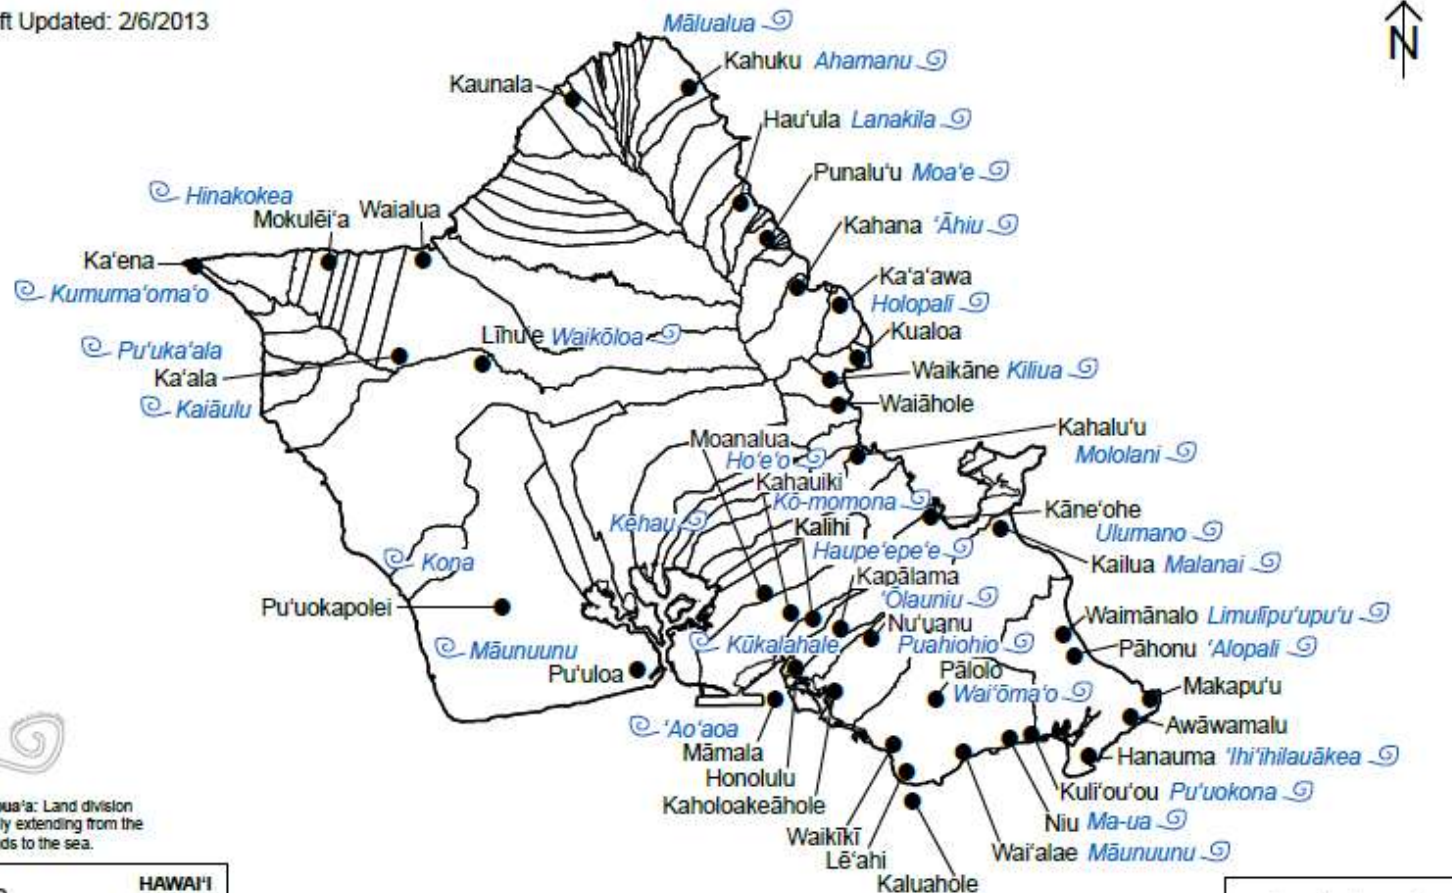 ft Updated: 2/6/2013
N
Mālualua
Kahuku Ahamanu
Kaunala
Hau‘ula Lanakila
Punalu‘u Moa‘e
Hinakokea
Mokulēi‘a
Waialua
Kahana ‘Āhiu
Ka‘ena
Ka‘a‘awa
Kumuma‘oma‘o
Holopali
Kualoa
Līhu‘e Waikōloa
Pu‘uka‘ala
Ka‘ala
Waikāne Kiliua
Kaiāulu
Waiāhole
Kahalu‘u
Mololani
Moanalua
Ho‘e‘o
Kahauiki
Kō-momona
Kēhau
Kalihi
Kāne‘ohe
Ulumano
Haupe‘epe‘e
Kona
Kailua Malanai
Kapālama
‘Ōlauniu
Pu‘uokapolei
Waimānalo Limulīpu‘upu‘u
Nu‘uanu
Kūkalahale
Puahiohio
Māunuunu
Pāhonu ‘Alopali
Pālolo
Pu‘uloa
Wai‘ōma‘o
Makapu‘u
Awāwamalu
‘Ao‘aoa
Māmala
Hanauma ‘Ihi‘ihilauākea
Honolulu
Kuli‘ou‘ou Pu‘uokona
Kaholoakeāhole
Niu Ma-ua
Waikīkī
Lē‘ahi
Wai‘alae Māunuunu
Kaluahole
pua‘a: Land division
ly extending from the
ds to the sea.
HAWAI‘I